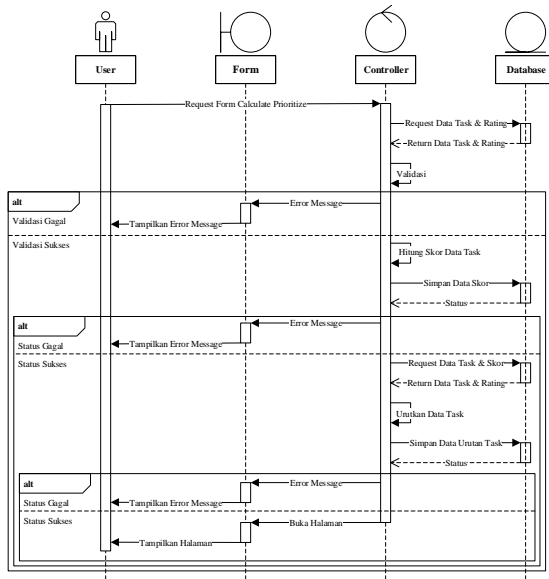 User
Form
Controller
Database
Request Form Calculate Prioritize
Request Data Task & Rating
Return Data Task & Rating
Validasi
alt
Error Message
Validasi Gagal
Tampilkan Error Message
Validasi Sukses
Hitung Skor Data Task
Simpan Data Skor
Status
alt
Error Message
Status Gagal
Tampilkan Error Message
Status Sukses
Request Data Task & Skor
Return Data Task & Rating
Urutkan Data Task
Simpan Data Urutan Task
Status
alt
Error Message
Status Gagal
Tampilkan Error Message
Status Sukses
Buka Halaman
Tampilkan Halaman